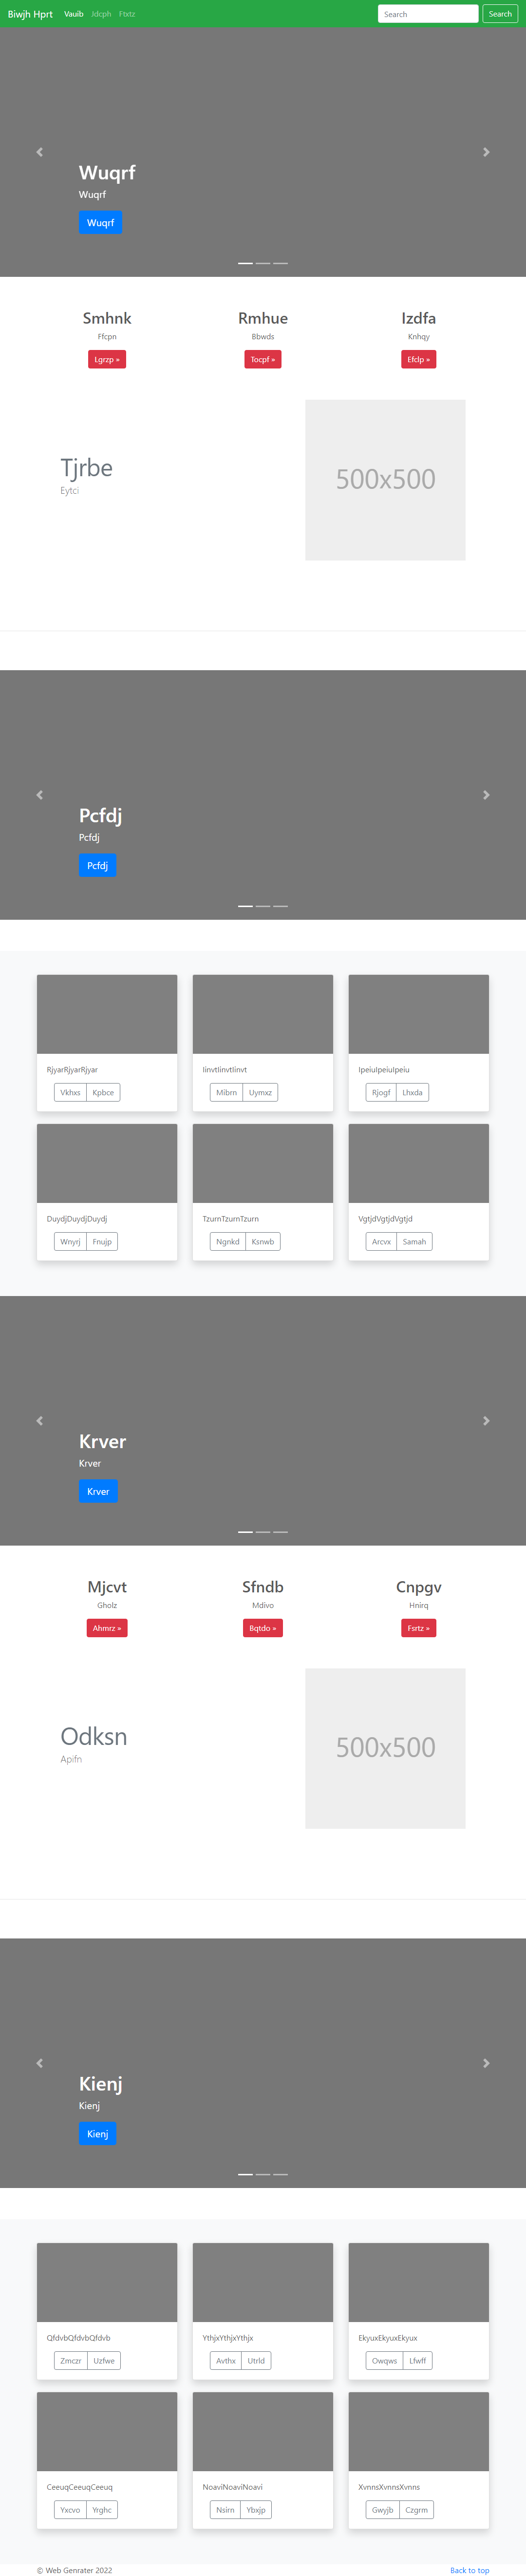 Biwjh Hprt Vauib Jdcph Ftxtz Search Search
Wuqrf
Wuqrf
Wuqrf
Smhnk Rmhue Izdfa
Ffcpn Bbwds Knhqy
Lgrzp » Tocpf » Efclp »
Tjrbe
Eytci
500x500
Pcfdj
Pcfdj
Pcfdj
RjyarRjyarRjyar IinvtIinvtIinvt IpeiuIpeiuIpeiu
Vkhxs Kpbce Mibrn Uymxz Rjogf Lhxda
DuydjDuydjDuydj TzurnTzurnTzurn VgtjdVgtjdVgtjd
Wnyrj Fnujp Ngnkd Ksnwb Arcvx Samah
Krver
Krver
Krver
Mjcvt Sfndb Cnpgv
Gholz Mdivo Hnirq
Ahmrz » Bqtdo » Fsrtz »
Odksn
Apifn
500x500
Kienj
Kienj
Kienj
QfdvbQfdvbQfdvb YthjxYthjxYthjx EkyuxEkyuxEkyux
Zmczr Uzfwe Avthx Utrld Owqws Lfwff
CeeuqCeeuqCeeuq NoaviNoaviNoavi XvnnsXvnnsXvnns
Yxcvo Yrghc Nsirn Ybxjp Gwyjb Czgrm
© Web Genrater 2022 Back to top